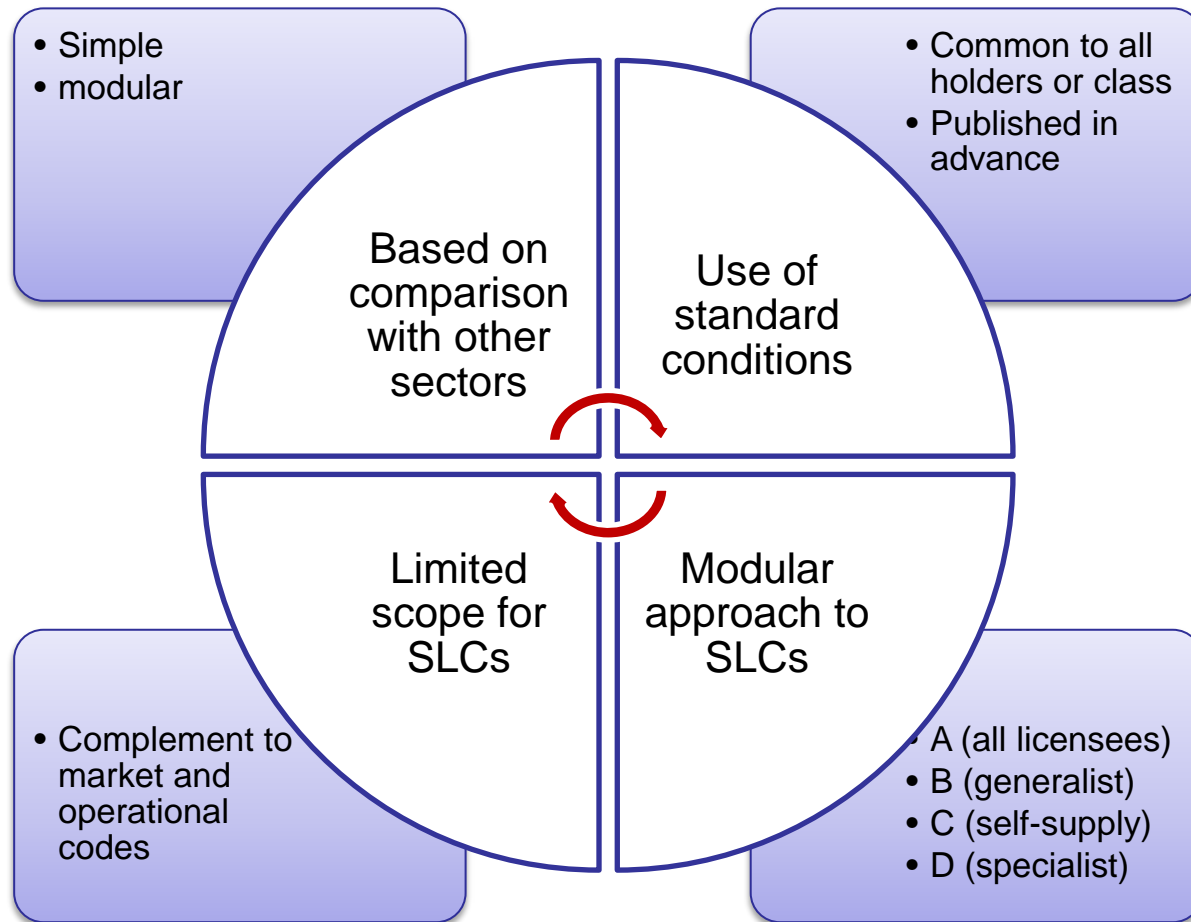 • Simple
• modular
• Common to all
holders or class
• Published in
advance
Based on
comparison
with other
sectors
Use of
standard
conditions
Limited
scope for
SLCs
Modular
approach to
SLCs
• Complement to
market and
operational
codes
• A (all licensees)
• B (generalist)
• C (self-supply)
• D (specialist)